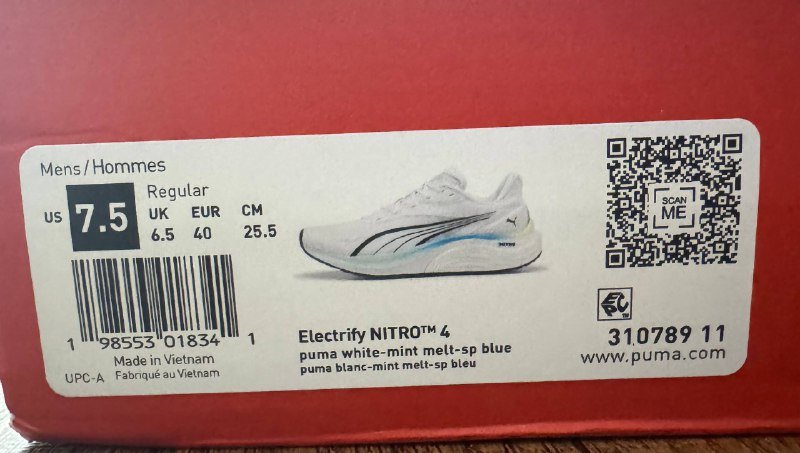 Mens/Hommes
Regular
US 7.5 UK EUR CM
6.5 40 25.5
SCAN
ME
1 98553 01834 1
Made in Vietnam
UPC-A Fabriqué au Vietnam
Electrify NITRO™ 4
puma white-mint melt-sp blue
puma blanc-mint melt-sp bleu
EPC TM
310789 11
www.puma.com